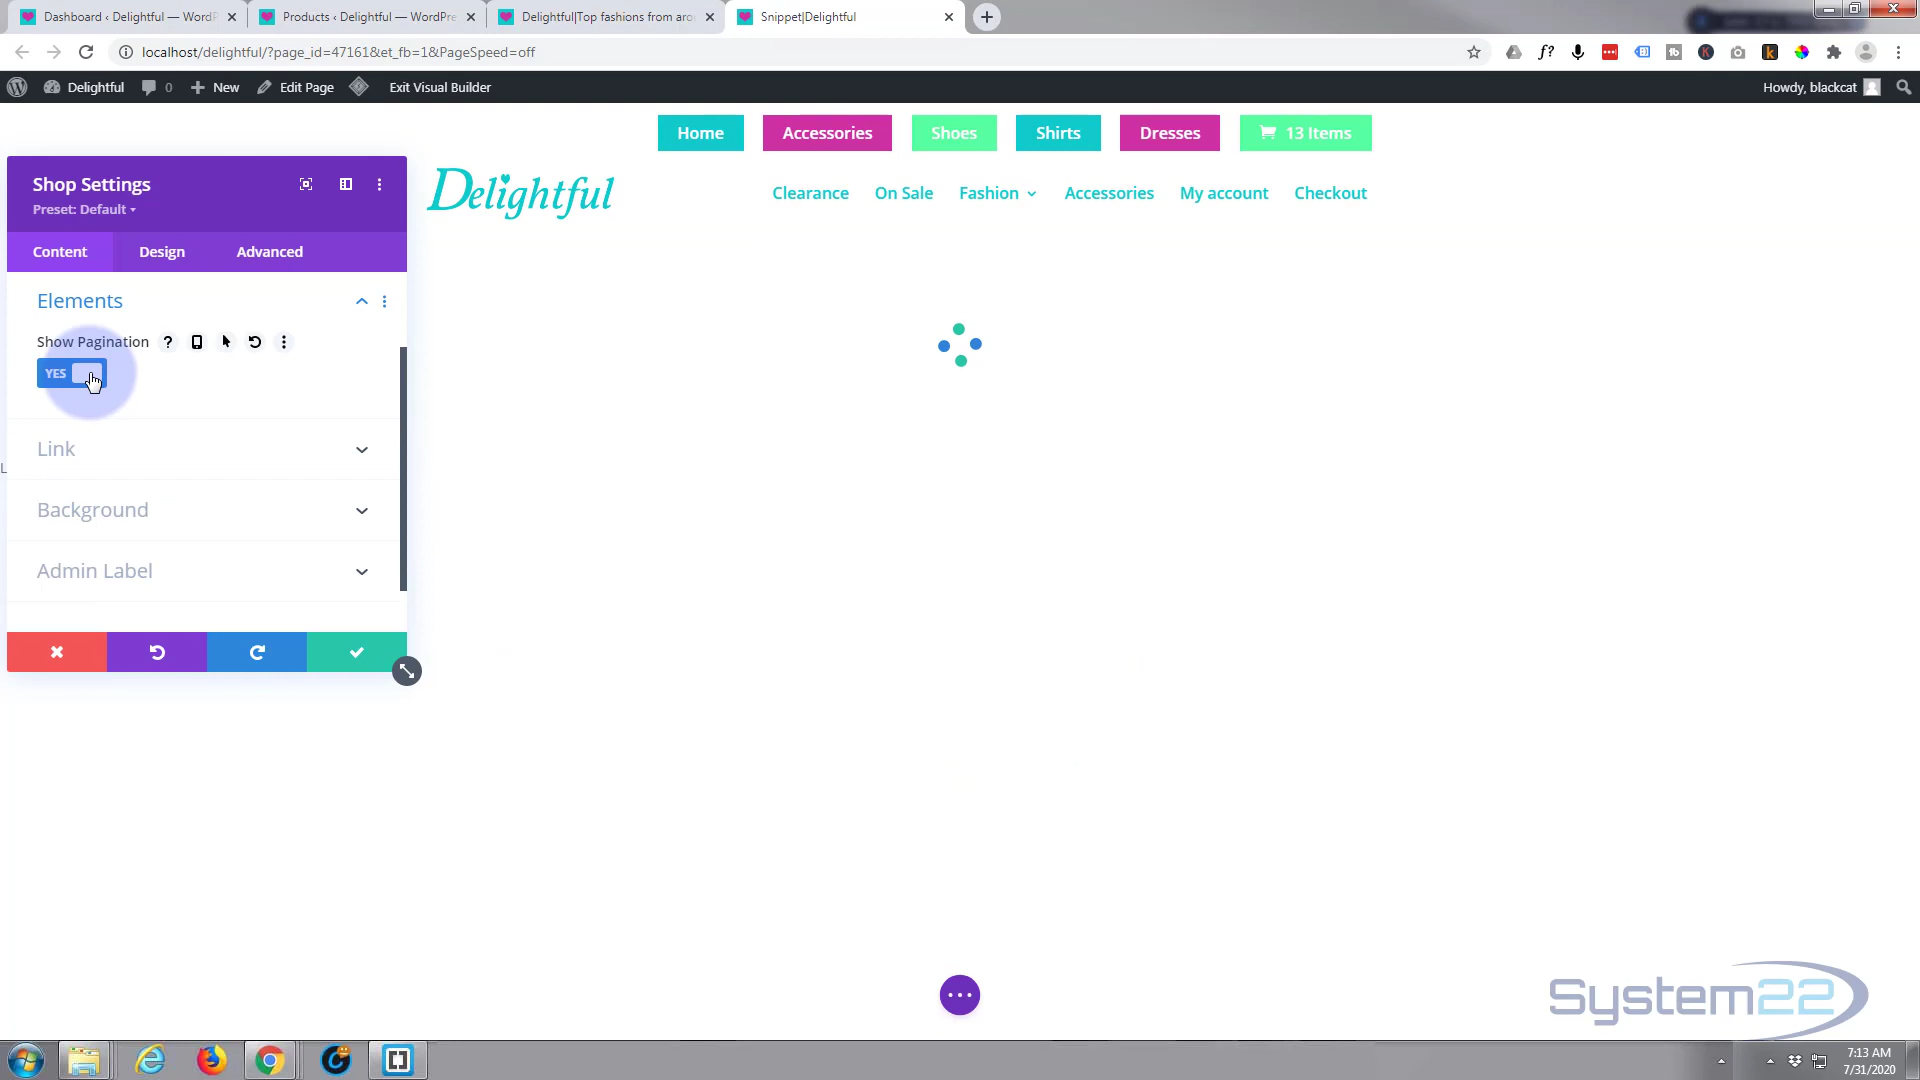 Dashboard ‹ Delightful — WordP
Products ‹ Delightful — WordPre
Delightful|Top fashions from arou
Snippet|Delightful
localhost/delightful/?page_id=47161&et_fb=1&PageSpeed=off
Delightful
0
New
Edit Page
Exit Visual Builder
Howdy, blackcat
Home
Accessories
Shoes
Shirts
Dresses
13 Items
Delightful
Clearance
On Sale
Fashion
Accessories
My account
Checkout
Shop Settings
Preset: Default
Content
Design
Advanced
Elements
Show Pagination
YES
Link
Background
Admin Label
System22
7:13 AM
7/31/2020